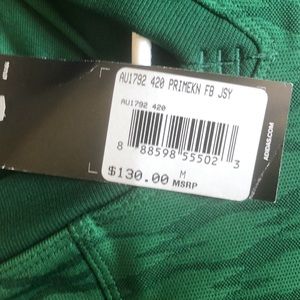 AU1792 420 PRIMEKN FB JSY
AU1792 420
8 88598 55502 3
M
$130.00 MSRP
ADIDAS.COM